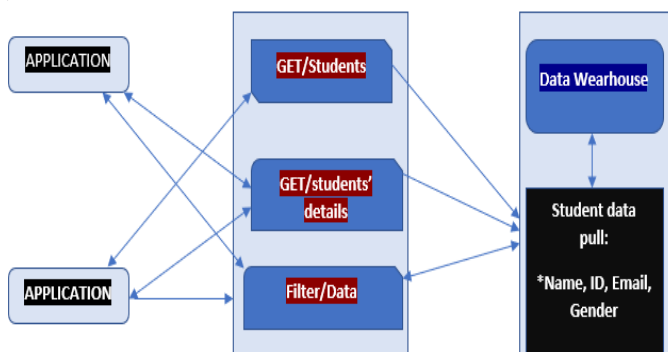 APPLICATION
GET/Students
Data Wearhouse
GET/students'
details
Student data
pull:
*Name, ID, Email,
Gender
APPLICATION
Filter/Data